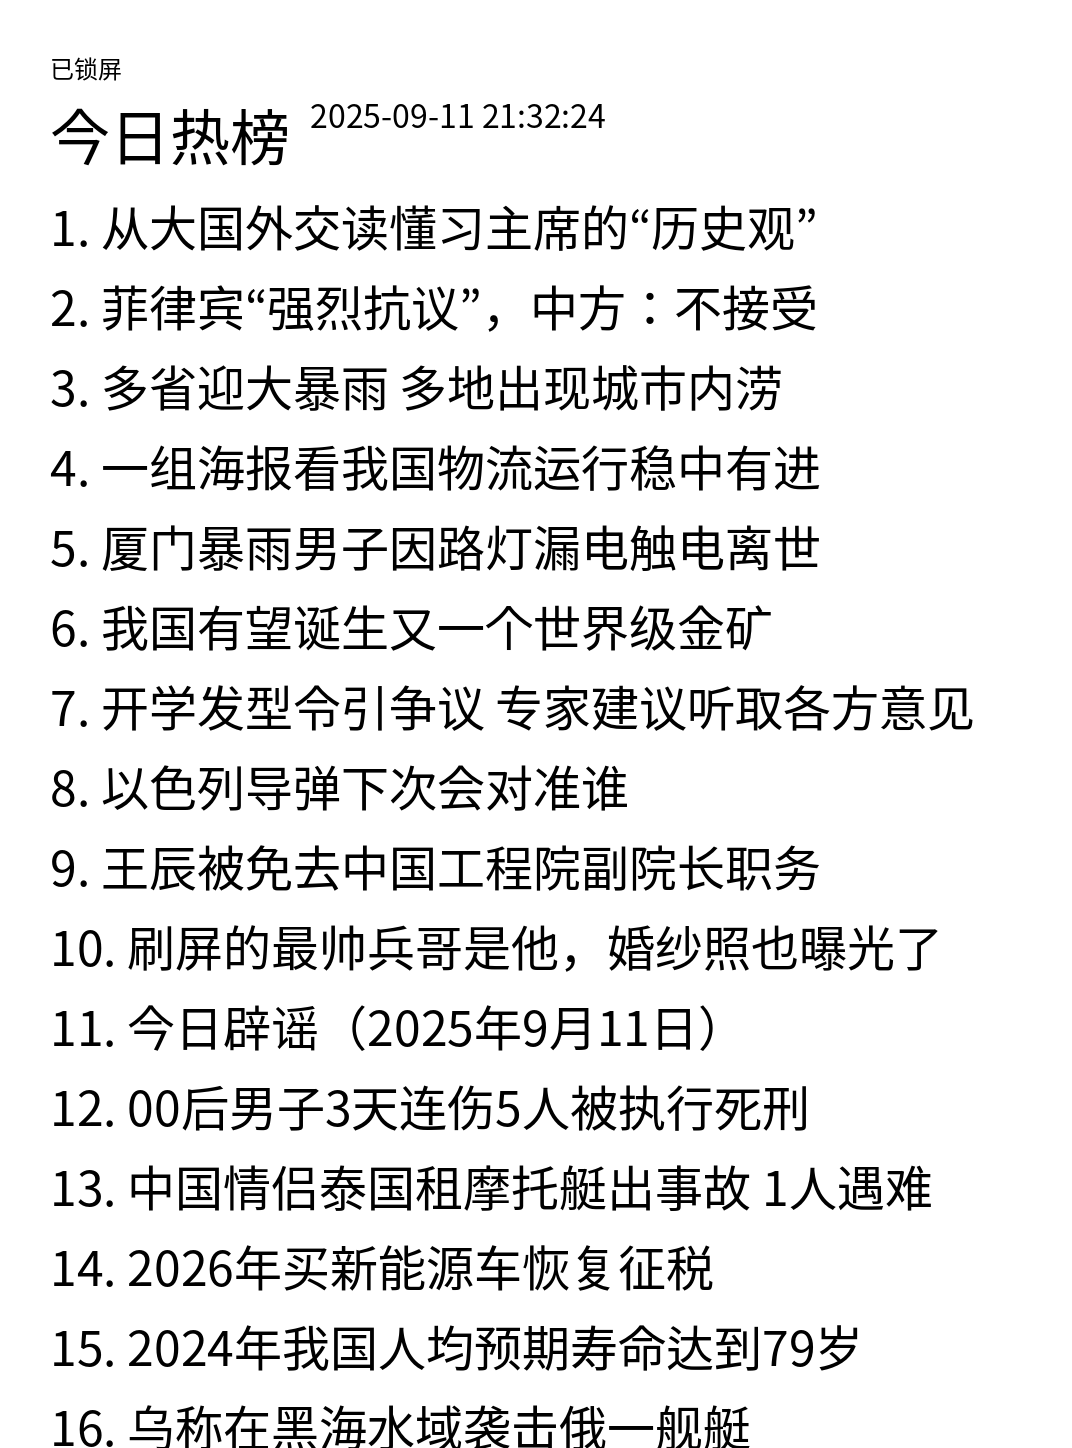 已锁屏
今日热榜 2025-09-11 21:32:24
1. 从大国外交读懂习主席的“历史观”
2. 菲律宾“强烈抗议”，中方：不接受
3. 多省迎大暴雨 多地出现城市内涝
4. 一组海报看我国物流运行稳中有进
5. 厦门暴雨男子因路灯漏电触电离世
6. 我国有望诞生又一个世界级金矿
7. 开学发型令引争议 专家建议听取各方意见
8. 以色列导弹下次会对准谁
9. 王辰被免去中国工程院副院长职务
10. 刷屏的最帅兵哥是他，婚纱照也曝光了
11. 今日辟谣（2025年9月11日）
12. 00后男子3天连伤5人被执行死刑
13. 中国情侣泰国租摩托艇出事故 1人遇难
14. 2026年买新能源车恢复征税
15. 2024年我国人均预期寿命达到79岁
16. 乌称在黑海水域袭击俄一舰艇